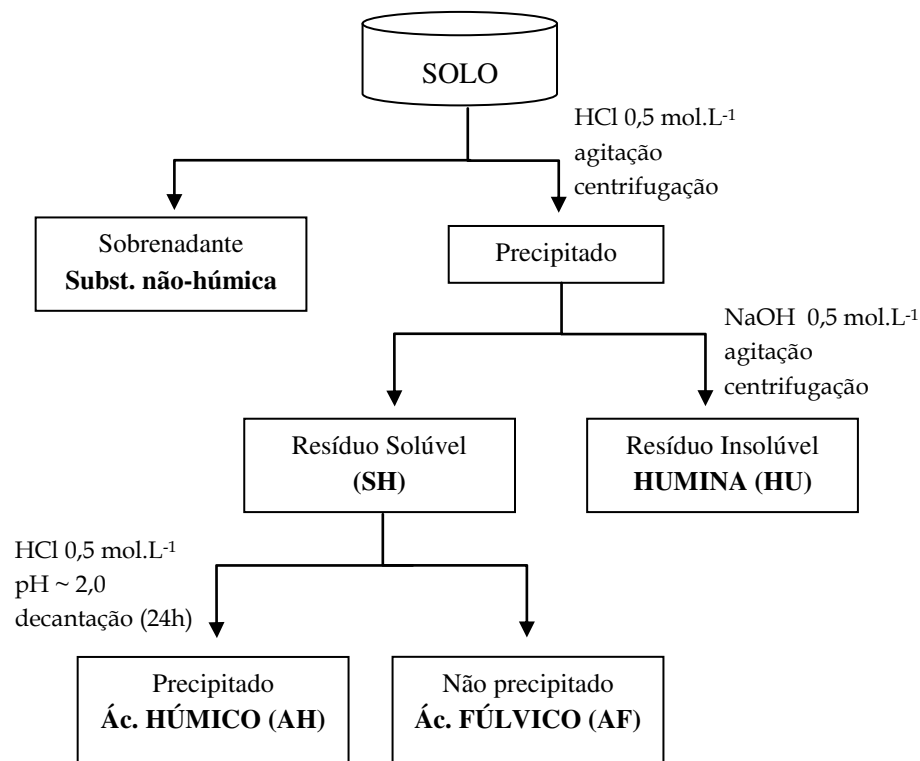 SOLO
HCl 0,5 mol.L-1
agitação
centrifugação
Sobrenadante
Subst. não-húmica
Precipitado
NaOH  0,5 mol.L-1
agitação
centrifugação
Resíduo Solúvel
(SH)
Resíduo Insolúvel
HUMINA (HU)
HCl 0,5 mol.L-1
pH ~ 2,0
decantação (24h)
Precipitado
Ác. HÚMICO (AH)
Não precipitado
Ác. FÚLVICO (AF)